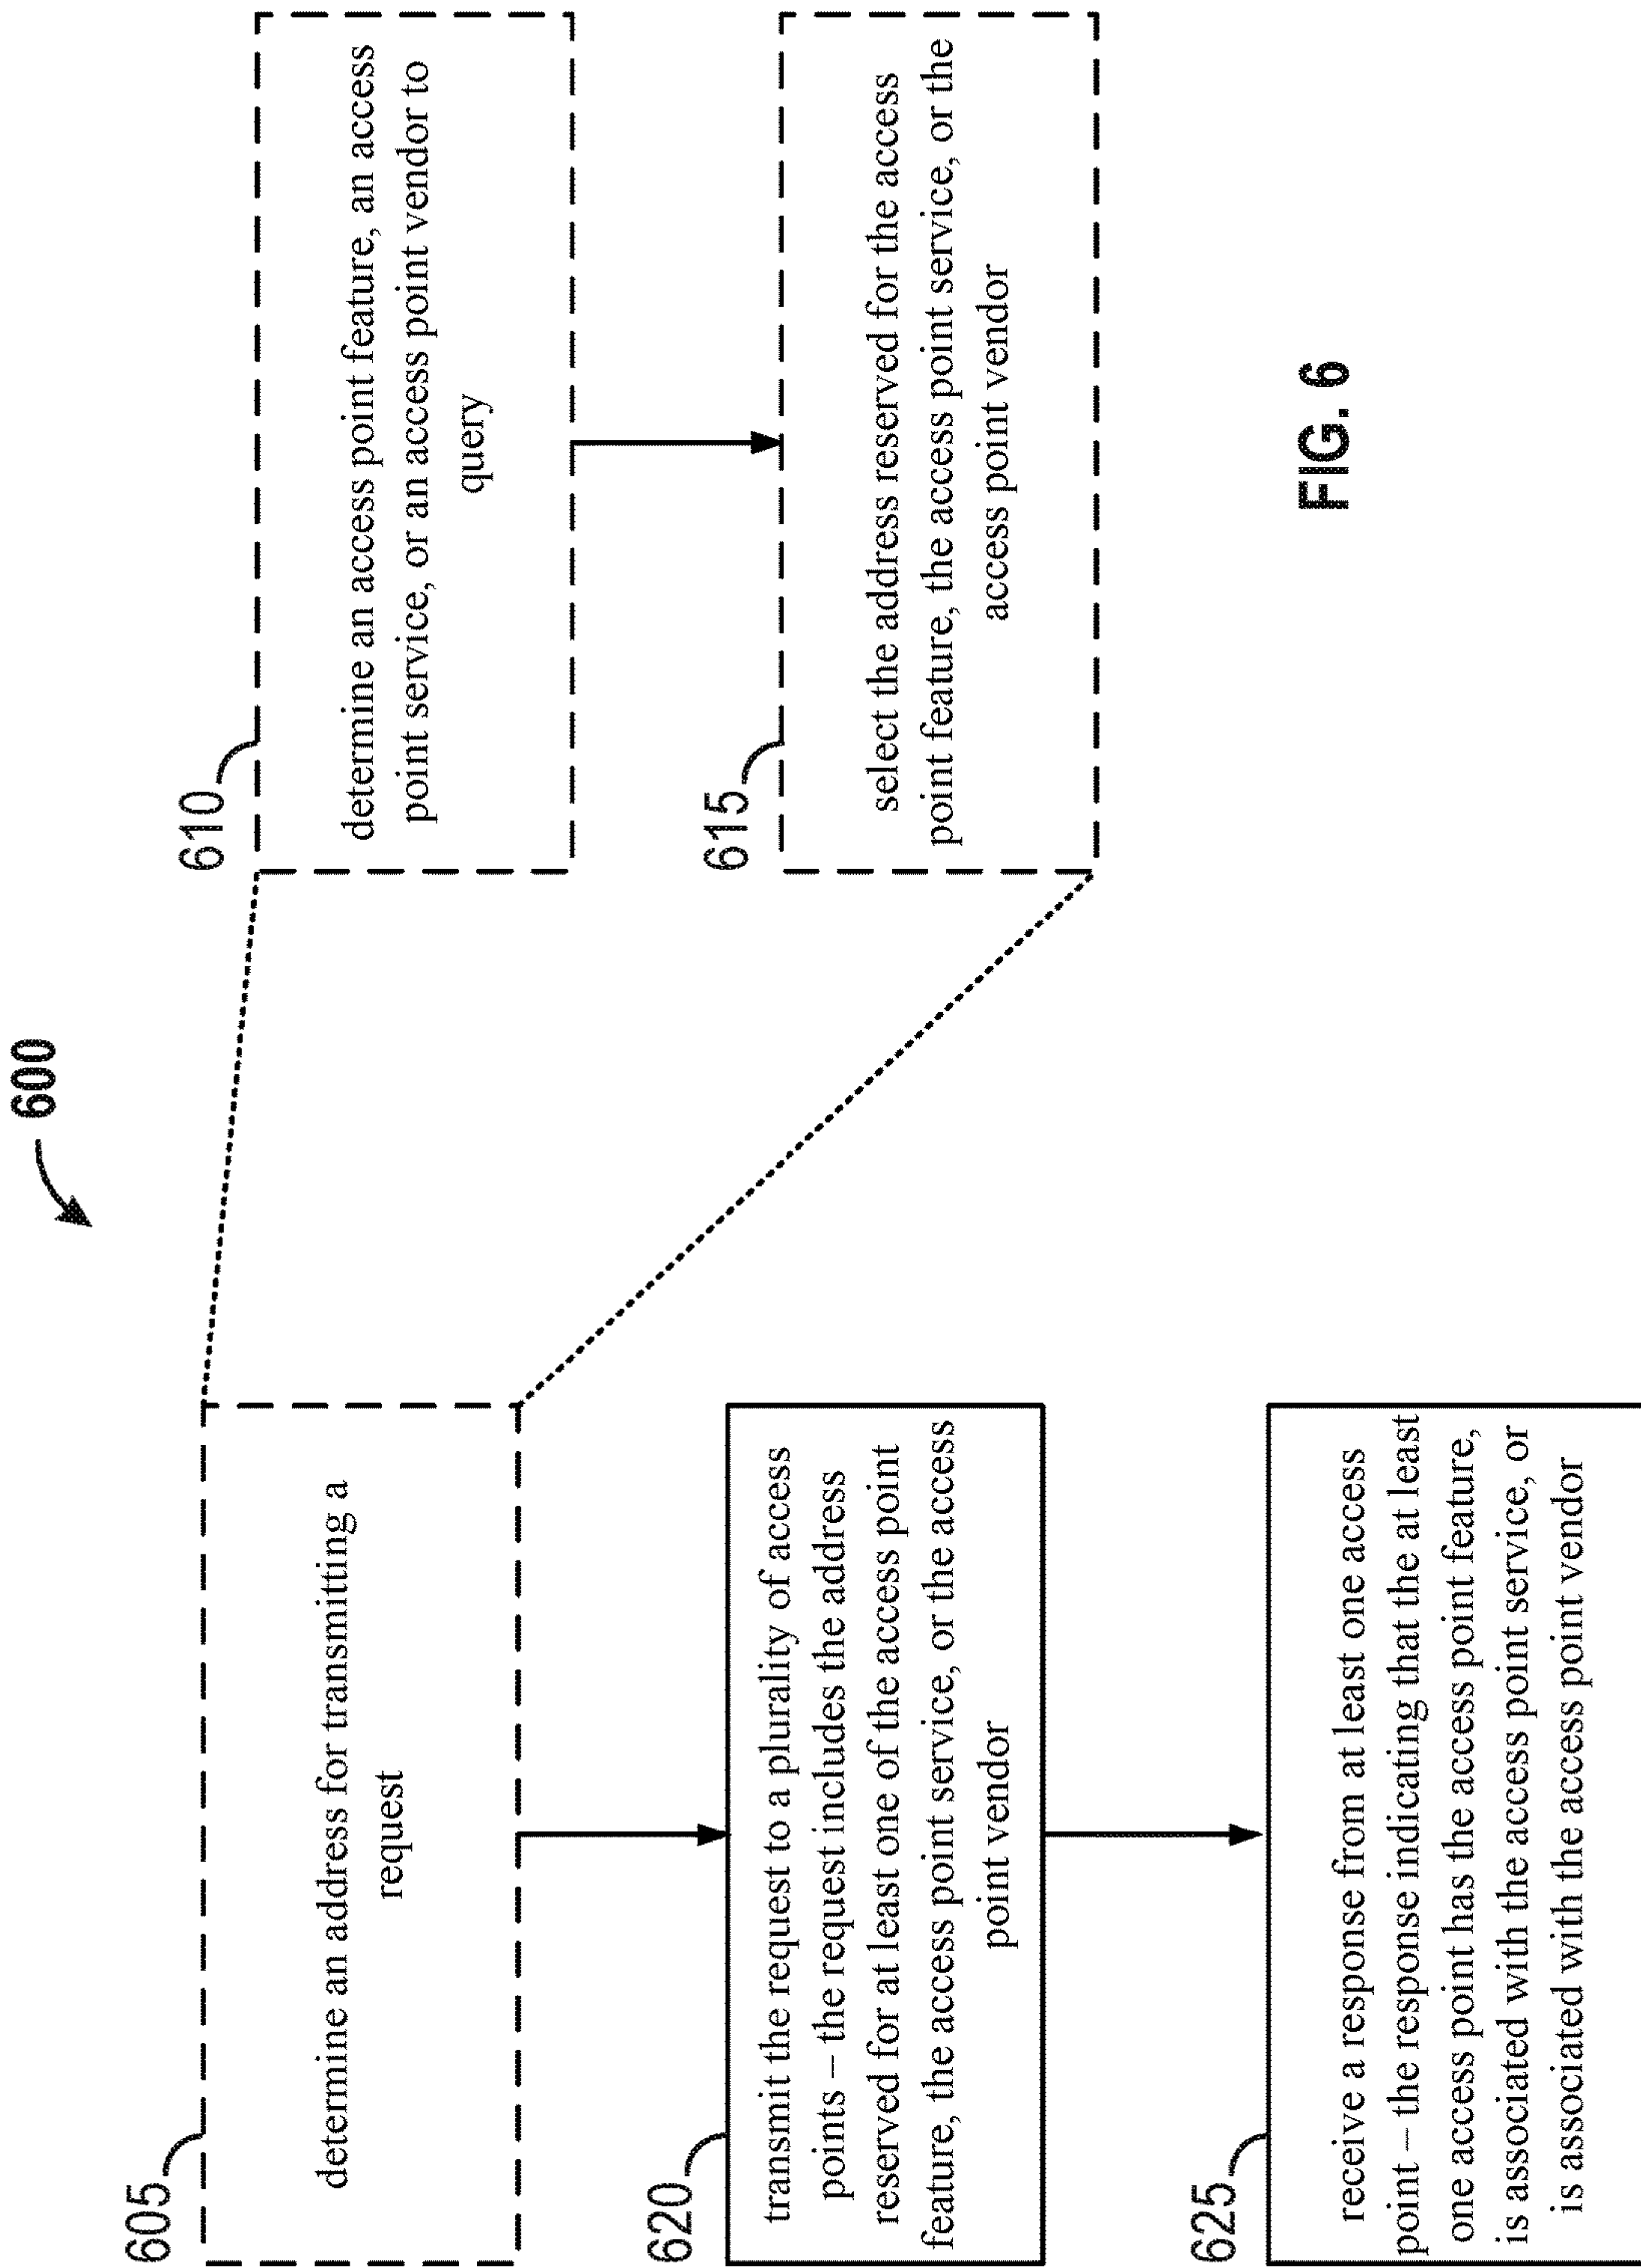 600
605
determine an address for transmitting a
request
610
determine an access point feature, an access
point service, or an access point vendor to
query
615
select the address reserved for the access
point feature, the access point service, or the
access point vendor
620
transmit the request to a plurality of access
points – the request includes the address
reserved for at least one of the access point
feature, the access point service, or the access
point vendor
625
receive a response from at least one access
point – the response indicating that the at least
one access point has the access point feature,
is associated with the access point service, or
is associated with the access point vendor
FIG. 6